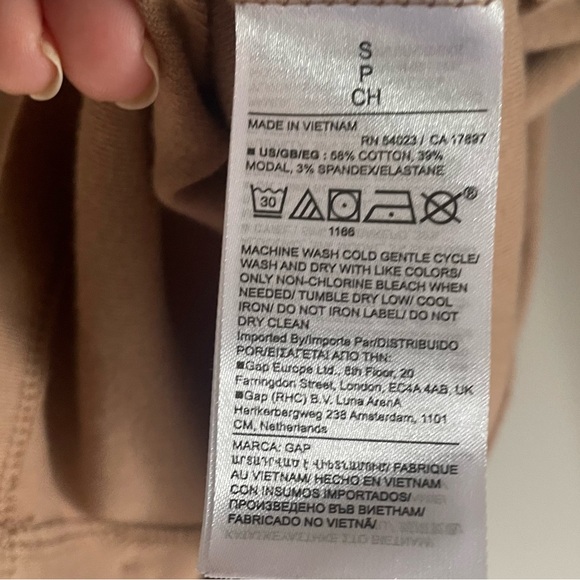 S
P
CH
MADE IN VIETNAM
RN 54023 / CA 17897
■ US/GB/EG : 58% COTTON, 39%
MODAL, 3% SPANDEX/ELASTANE
30
1166
MACHINE WASH COLD GENTLE CYCLE/
WASH AND DRY WITH LIKE COLORS/
ONLY NON-CHLORINE BLEACH WHEN
NEEDED/ TUMBLE DRY LOW/ COOL
IRON/ DO NOT IRON LABEL/ DO NOT
DRY CLEAN
Imported By/Importe Par/DISTRIBUIDO
POR/ΕΙΣΑΓΕΤΑΙ ΑΠΟ ΤΗΝ:
■Gap Europe Ltd., 8th Floor, 20
Farringdon Street, London, EC4A 4AB, UK
■Gap (RHC) B.V. Luna ArenA
Herikerbergweg 238 Amsterdam, 1101
CM, Netherlands
MARCA: GAP
ԱՐՏԱԴՐՎԱԾ Է ՎԻԵՏՆԱՄՈՒՄ/ FABRIQUE
AU VIETNAM/ HECHO EN VIETNAM
CON INSUMOS IMPORTADOS/
ПРОИЗВЕДЕНО ВЪВ ВИЕТНАМ/
FABRICADO NO VIETNÃ/